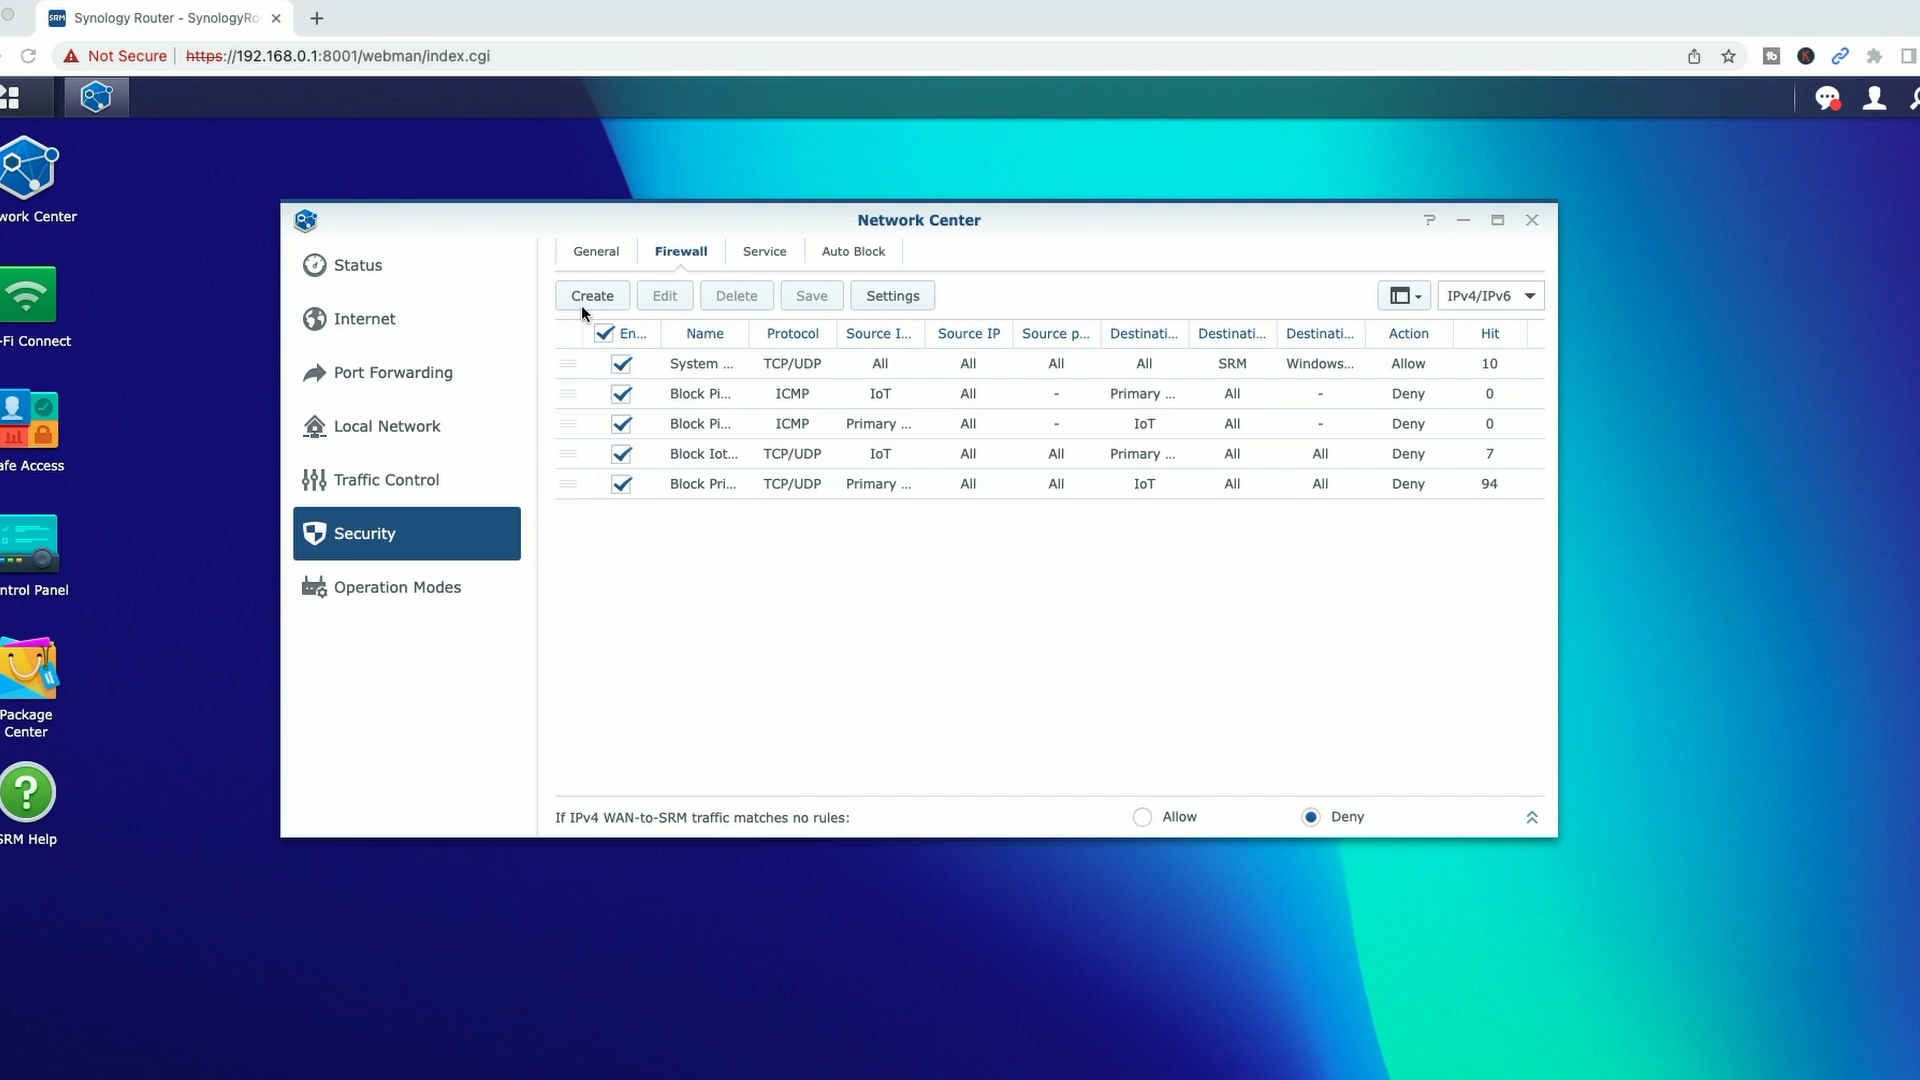 SRM Synology Router - SynologyRo
Not Secure https://192.168.0.1:8001/webman/index.cgi
work Center
-Fi Connect
afe Access
ntrol Panel
Package
Center
SRM Help
Network Center
Status
Internet
Port Forwarding
Local Network
Traffic Control
Security
Operation Modes
General Firewall Service Auto Block
Create Edit Delete Save Settings IPv4/IPv6
En... Name Protocol Source I... Source IP Source p... Destinati... Destinati... Destinati... Action Hit
System ... TCP/UDP All All All All SRM Windows... Allow 10
Block Pi... ICMP IoT All - Primary ... All - Deny 0
Block Pi... ICMP Primary ... All - IoT All - Deny 0
Block Iot... TCP/UDP IoT All All Primary ... All All Deny 7
Block Pri... TCP/UDP Primary ... All All IoT All All Deny 94
If IPv4 WAN-to-SRM traffic matches no rules: Allow Deny